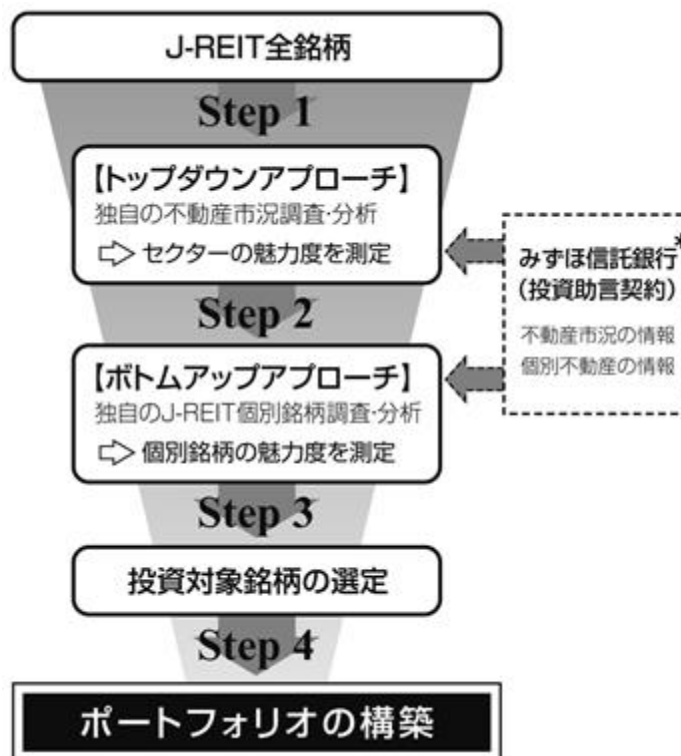 J-REIT全銘柄
Step 1
【トップダウンアプローチ】
独自の不動産市況調査・分析
⇨ セクターの魅力度を測定
みずほ信託銀行*
(投資助言契約)
不動産市況の情報
個別不動産の情報
Step 2
【ボトムアップアプローチ】
独自のJ-REIT個別銘柄調査・分析
⇨ 個別銘柄の魅力度を測定
Step 3
投資対象銘柄の選定
Step 4
ポートフォリオの構築